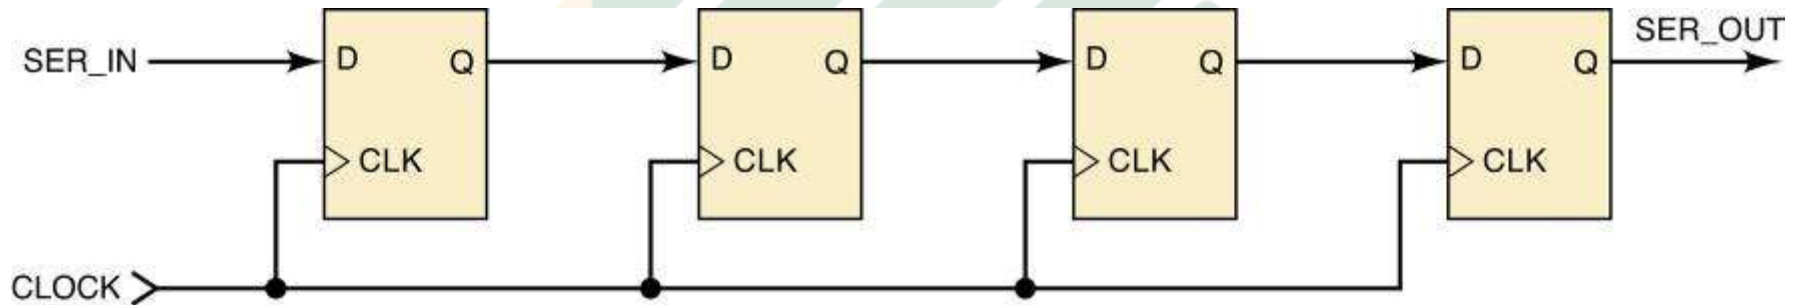 SER_OUT
SER_IN D Q D Q D Q D Q
CLK CLK CLK CLK
CLOCK